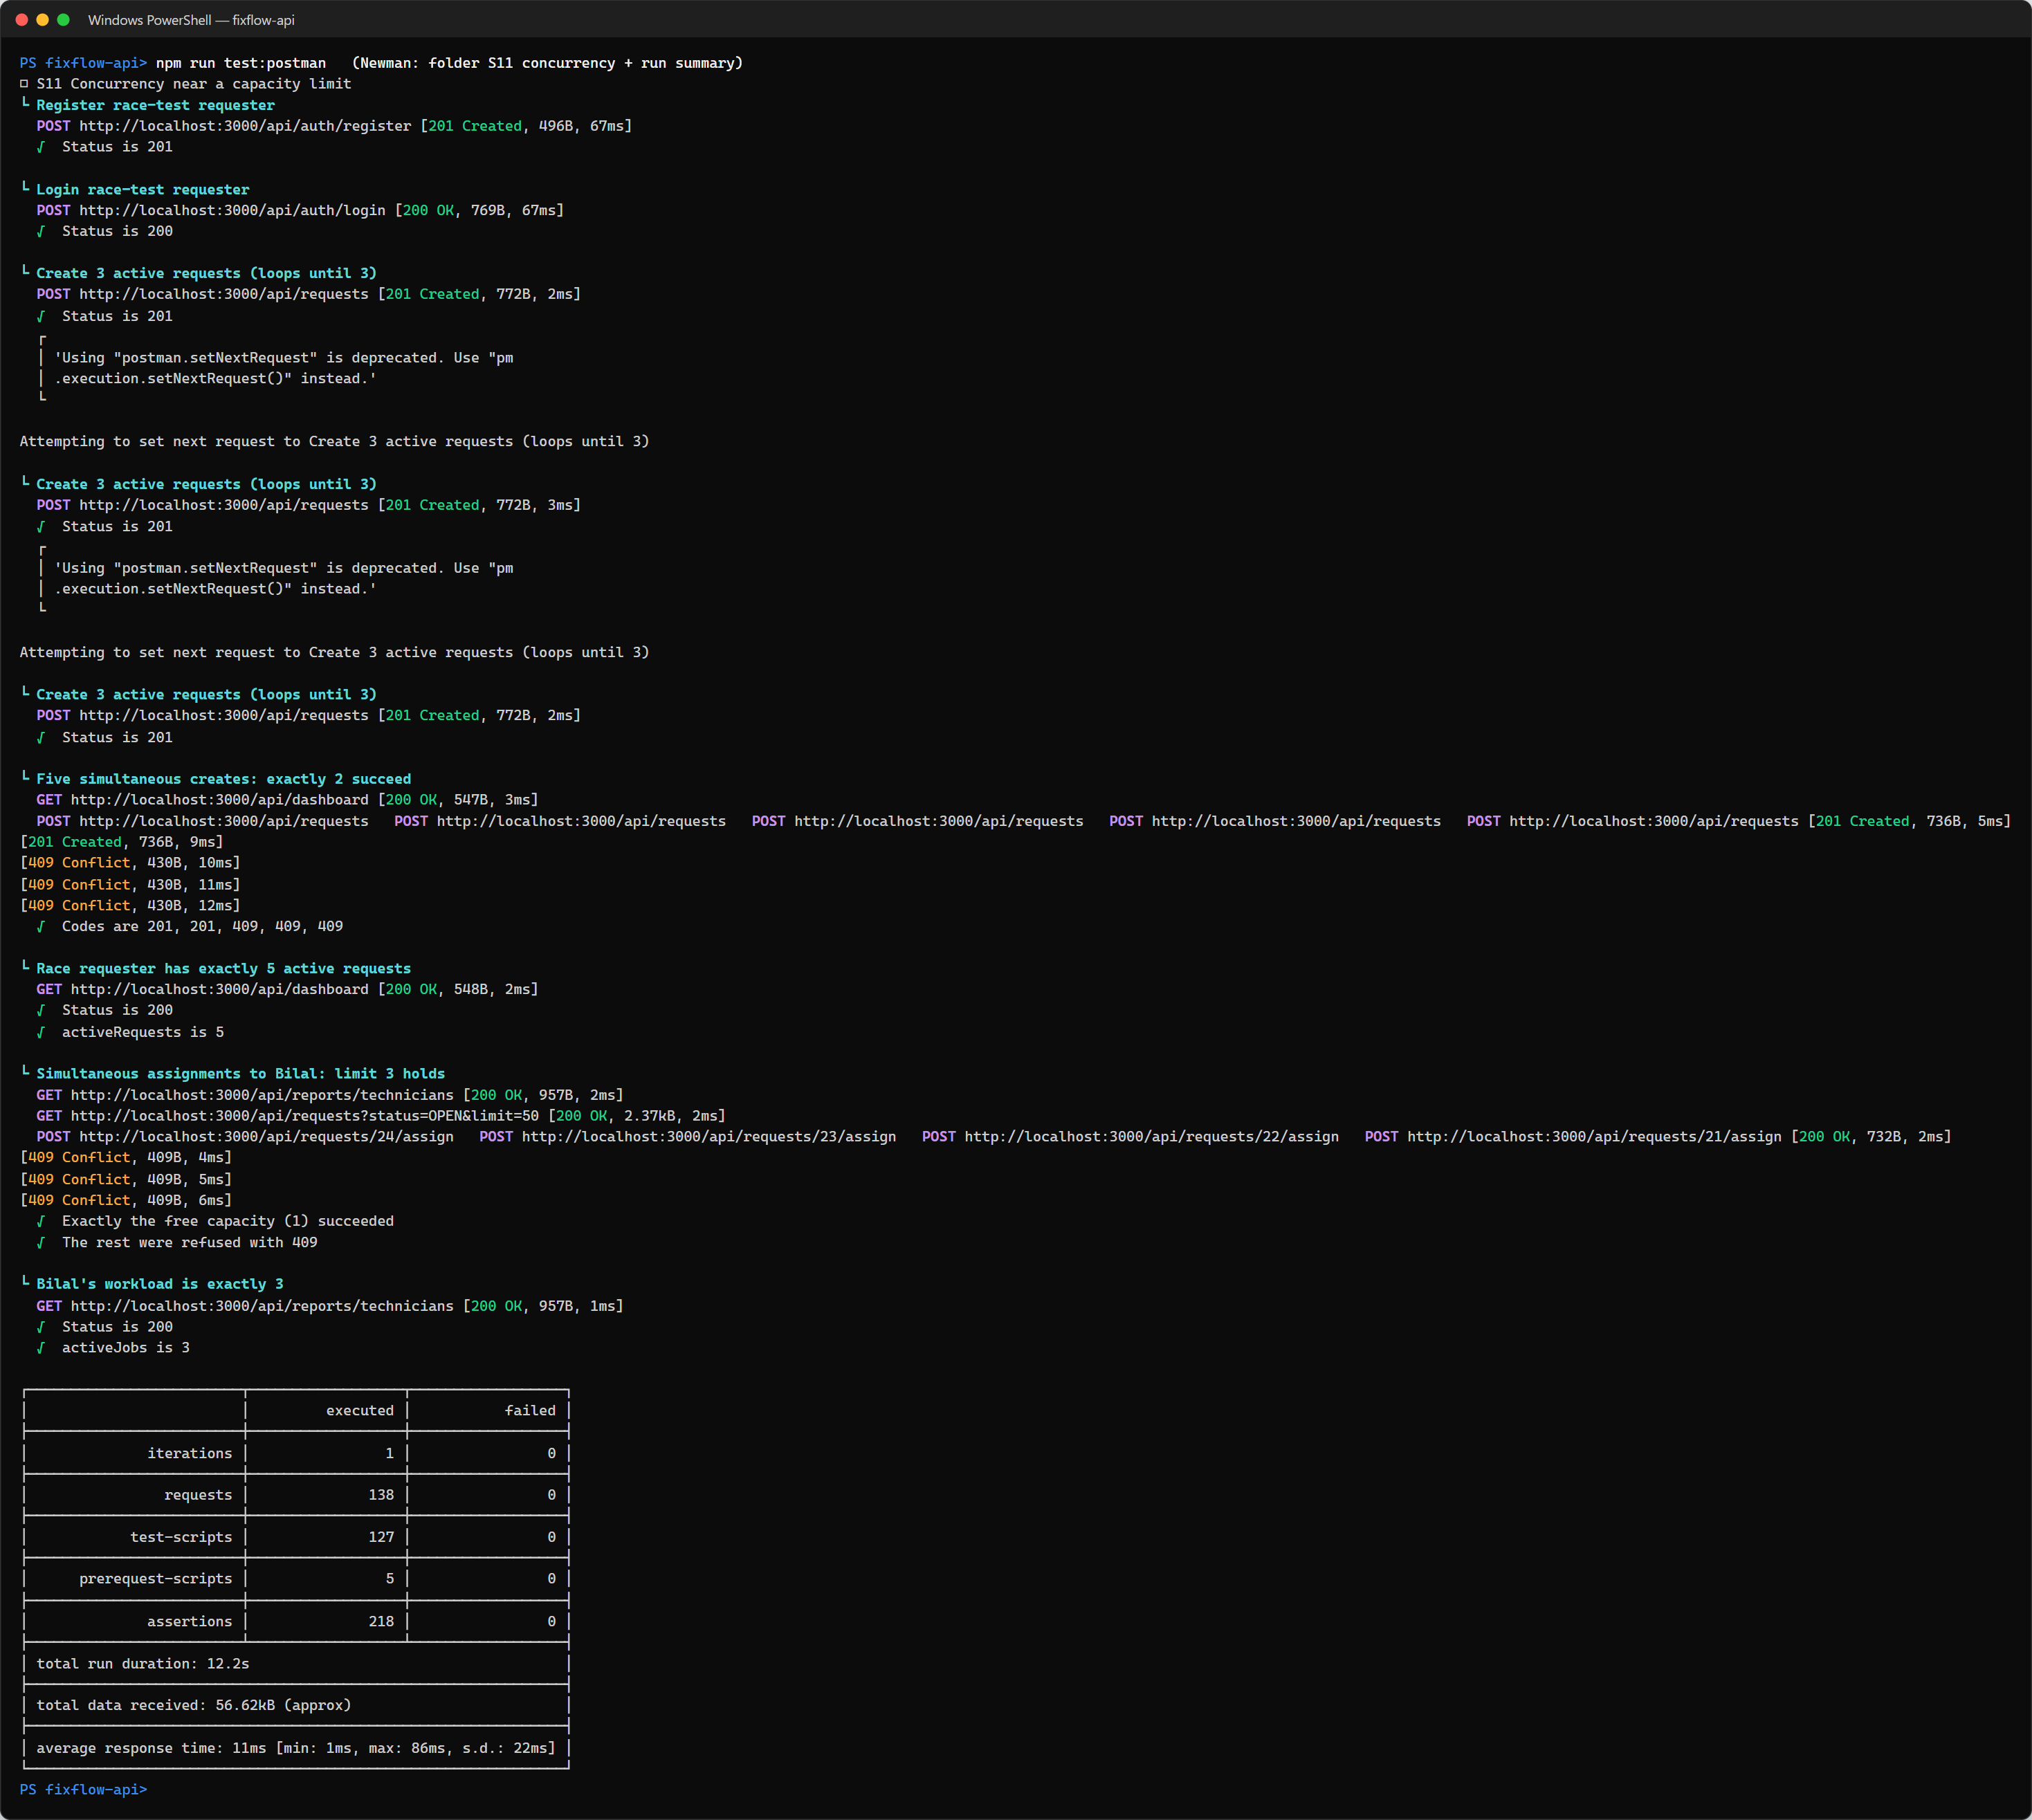 Windows PowerShell — fixflow-api
PS fixflow-api> npm run test:postman   (Newman: folder S11 concurrency + run summary)
□ S11 Concurrency near a capacity limit
└ Register race-test requester
  POST http://localhost:3000/api/auth/register [201 Created, 496B, 67ms]
  √  Status is 201
└ Login race-test requester
  POST http://localhost:3000/api/auth/login [200 OK, 769B, 67ms]
  √  Status is 200
└ Create 3 active requests (loops until 3)
  POST http://localhost:3000/api/requests [201 Created, 772B, 2ms]
  √  Status is 201
  ┌
  │ 'Using "postman.setNextRequest" is deprecated. Use "pm
  │ .execution.setNextRequest()" instead.'
  └
Attempting to set next request to Create 3 active requests (loops until 3)
└ Create 3 active requests (loops until 3)
  POST http://localhost:3000/api/requests [201 Created, 772B, 3ms]
  √  Status is 201
  ┌
  │ 'Using "postman.setNextRequest" is deprecated. Use "pm
  │ .execution.setNextRequest()" instead.'
  └
Attempting to set next request to Create 3 active requests (loops until 3)
└ Create 3 active requests (loops until 3)
  POST http://localhost:3000/api/requests [201 Created, 772B, 2ms]
  √  Status is 201
└ Five simultaneous creates: exactly 2 succeed
  GET http://localhost:3000/api/dashboard [200 OK, 547B, 3ms]
  POST http://localhost:3000/api/requests   POST http://localhost:3000/api/requests   POST http://localhost:3000/api/requests   POST http://localhost:3000/api/requests   POST http://localhost:3000/api/requests [201 Created, 736B, 5ms]
[201 Created, 736B, 9ms]
[409 Conflict, 430B, 10ms]
[409 Conflict, 430B, 11ms]
[409 Conflict, 430B, 12ms]
  √  Codes are 201, 201, 409, 409, 409
└ Race requester has exactly 5 active requests
  GET http://localhost:3000/api/dashboard [200 OK, 548B, 2ms]
  √  Status is 200
  √  activeRequests is 5
└ Simultaneous assignments to Bilal: limit 3 holds
  GET http://localhost:3000/api/reports/technicians [200 OK, 957B, 2ms]
  GET http://localhost:3000/api/requests?status=OPEN&limit=50 [200 OK, 2.37kB, 2ms]
  POST http://localhost:3000/api/requests/24/assign   POST http://localhost:3000/api/requests/23/assign   POST http://localhost:3000/api/requests/22/assign   POST http://localhost:3000/api/requests/21/assign [200 OK, 732B, 2ms]
[409 Conflict, 409B, 4ms]
[409 Conflict, 409B, 5ms]
[409 Conflict, 409B, 6ms]
  √  Exactly the free capacity (1) succeeded
  √  The rest were refused with 409
└ Bilal's workload is exactly 3
  GET http://localhost:3000/api/reports/technicians [200 OK, 957B, 1ms]
  √  Status is 200
  √  activeJobs is 3
executed │ failed
iterations │ 1 │ 0
requests │ 138 │ 0
test-scripts │ 127 │ 0
prerequest-scripts │ 5 │ 0
assertions │ 218 │ 0
total run duration: 12.2s
total data received: 56.62kB (approx)
average response time: 11ms [min: 1ms, max: 86ms, s.d.: 22ms]
PS fixflow-api>